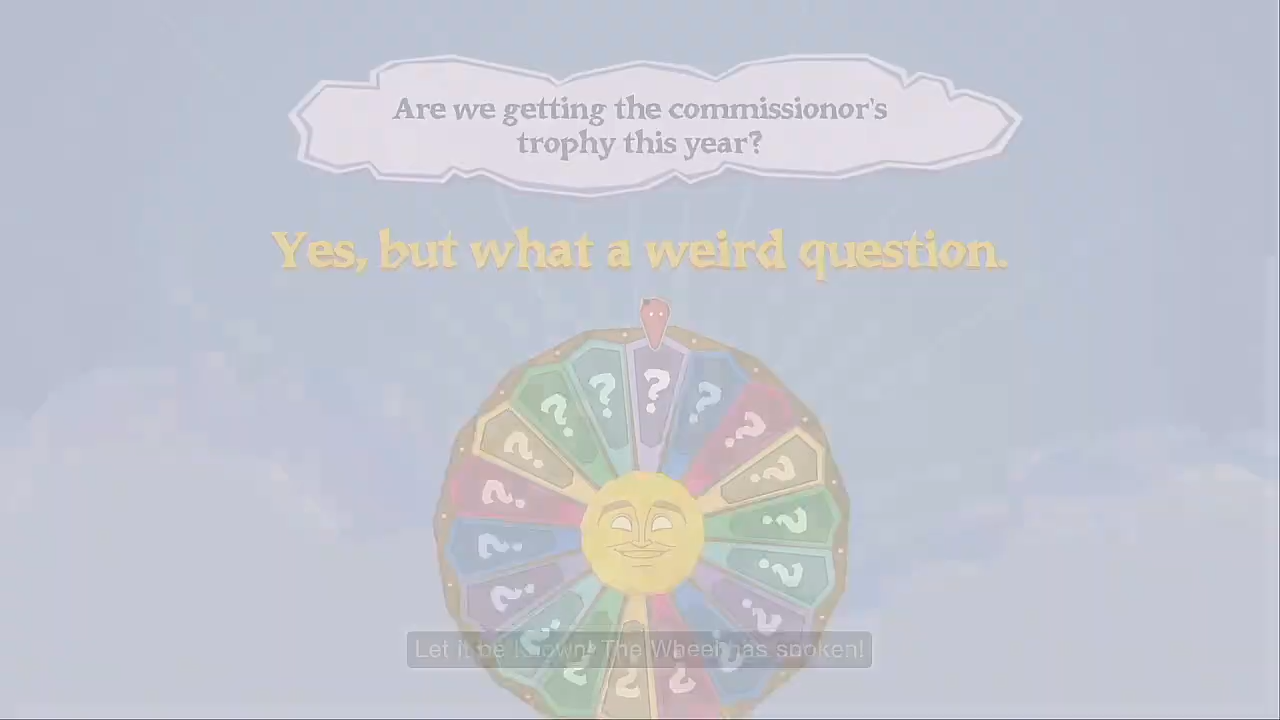 Are we getting the commissionor's
trophy this year?
Yes, but what a weird question.
? ? ? ? ? ? ? ? ? ? ? ? ? ? ? ? ? ?
Let it be known! The Wheel has spoken!